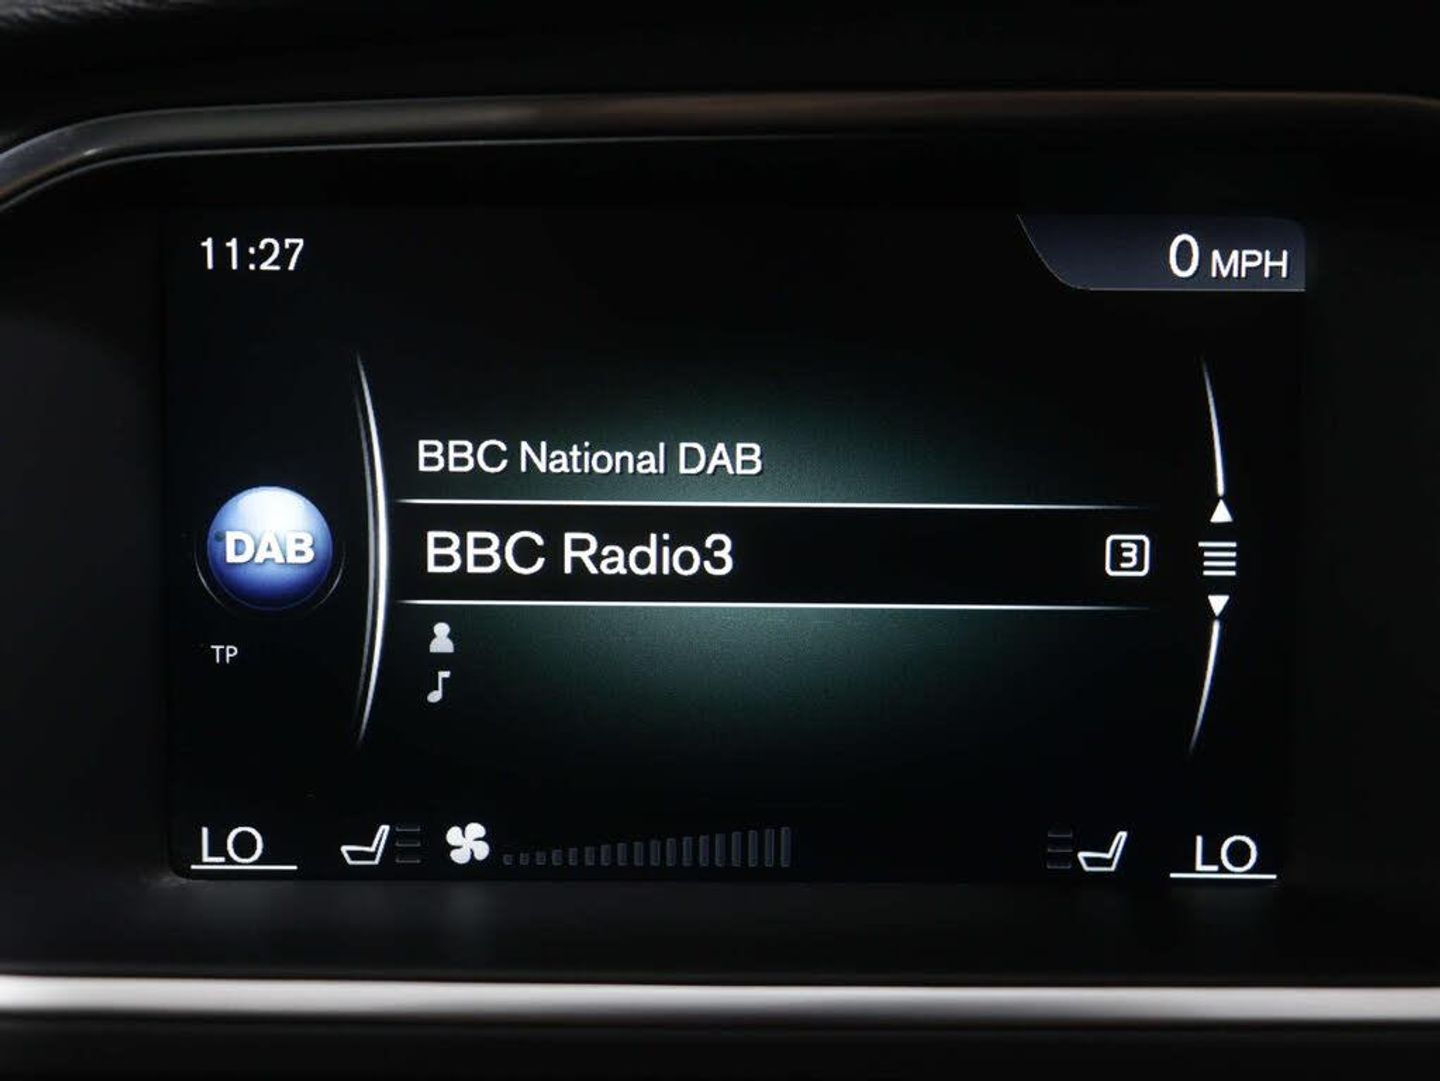 11:27
0 MPH
BBC National DAB
DAB
BBC Radio3
3
TP
LO
LO